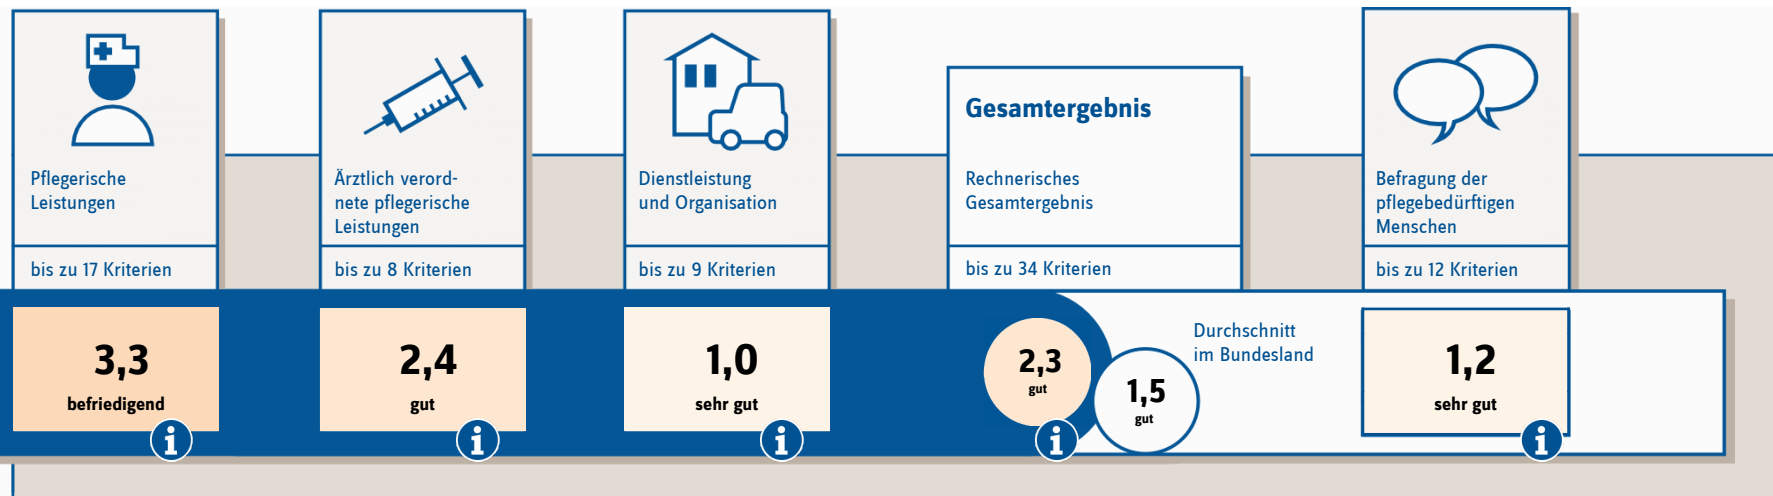 Pflegerische
Leistungen
bis zu 17 Kriterien
3,3
befriedigend
i
Ärztlich verord-
nete pflegerische
Leistungen
bis zu 8 Kriterien
2,4
gut
i
Dienstleistung
und Organisation
bis zu 9 Kriterien
1,0
sehr gut
i
Gesamtergebnis
Rechnerisches
Gesamtergebnis
bis zu 34 Kriterien
2,3
gut
i
1,5
gut
Durchschnitt
im Bundesland
Befragung der
pflegebedürftigen
Menschen
bis zu 12 Kriterien
1,2
sehr gut
i